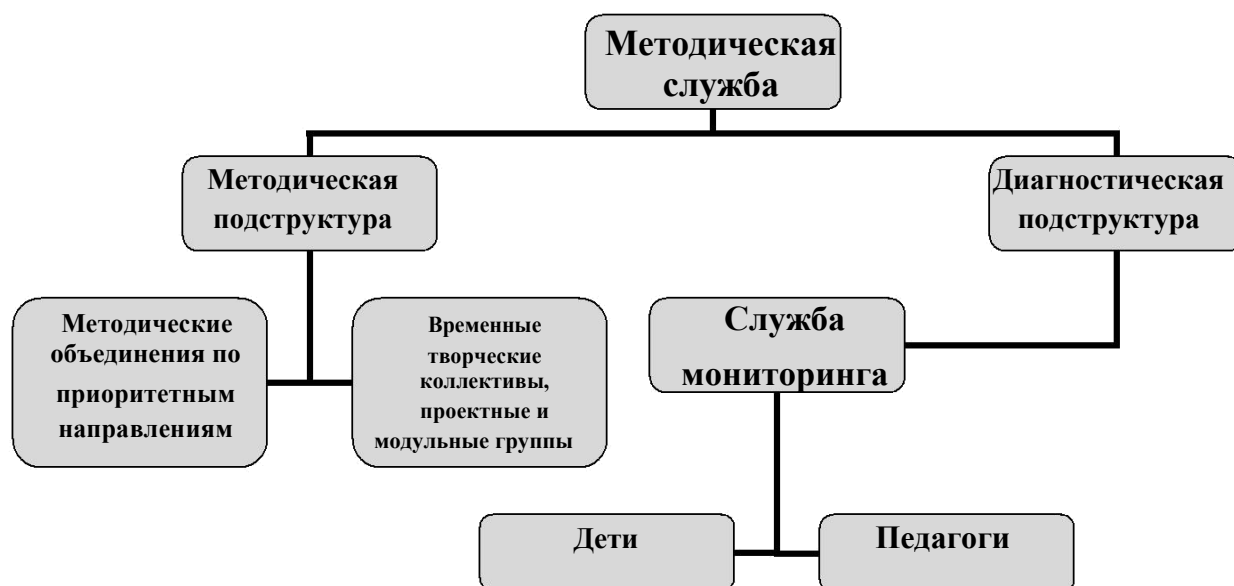 Методическая
служба
Методическая
подструктура
Диагностическая
подструктура
Методические
объединения по
приоритетным
направлениям
Временные
творческие
коллективы,
проектные и
модульные группы
Служба
мониторинга
Дети
Педагоги